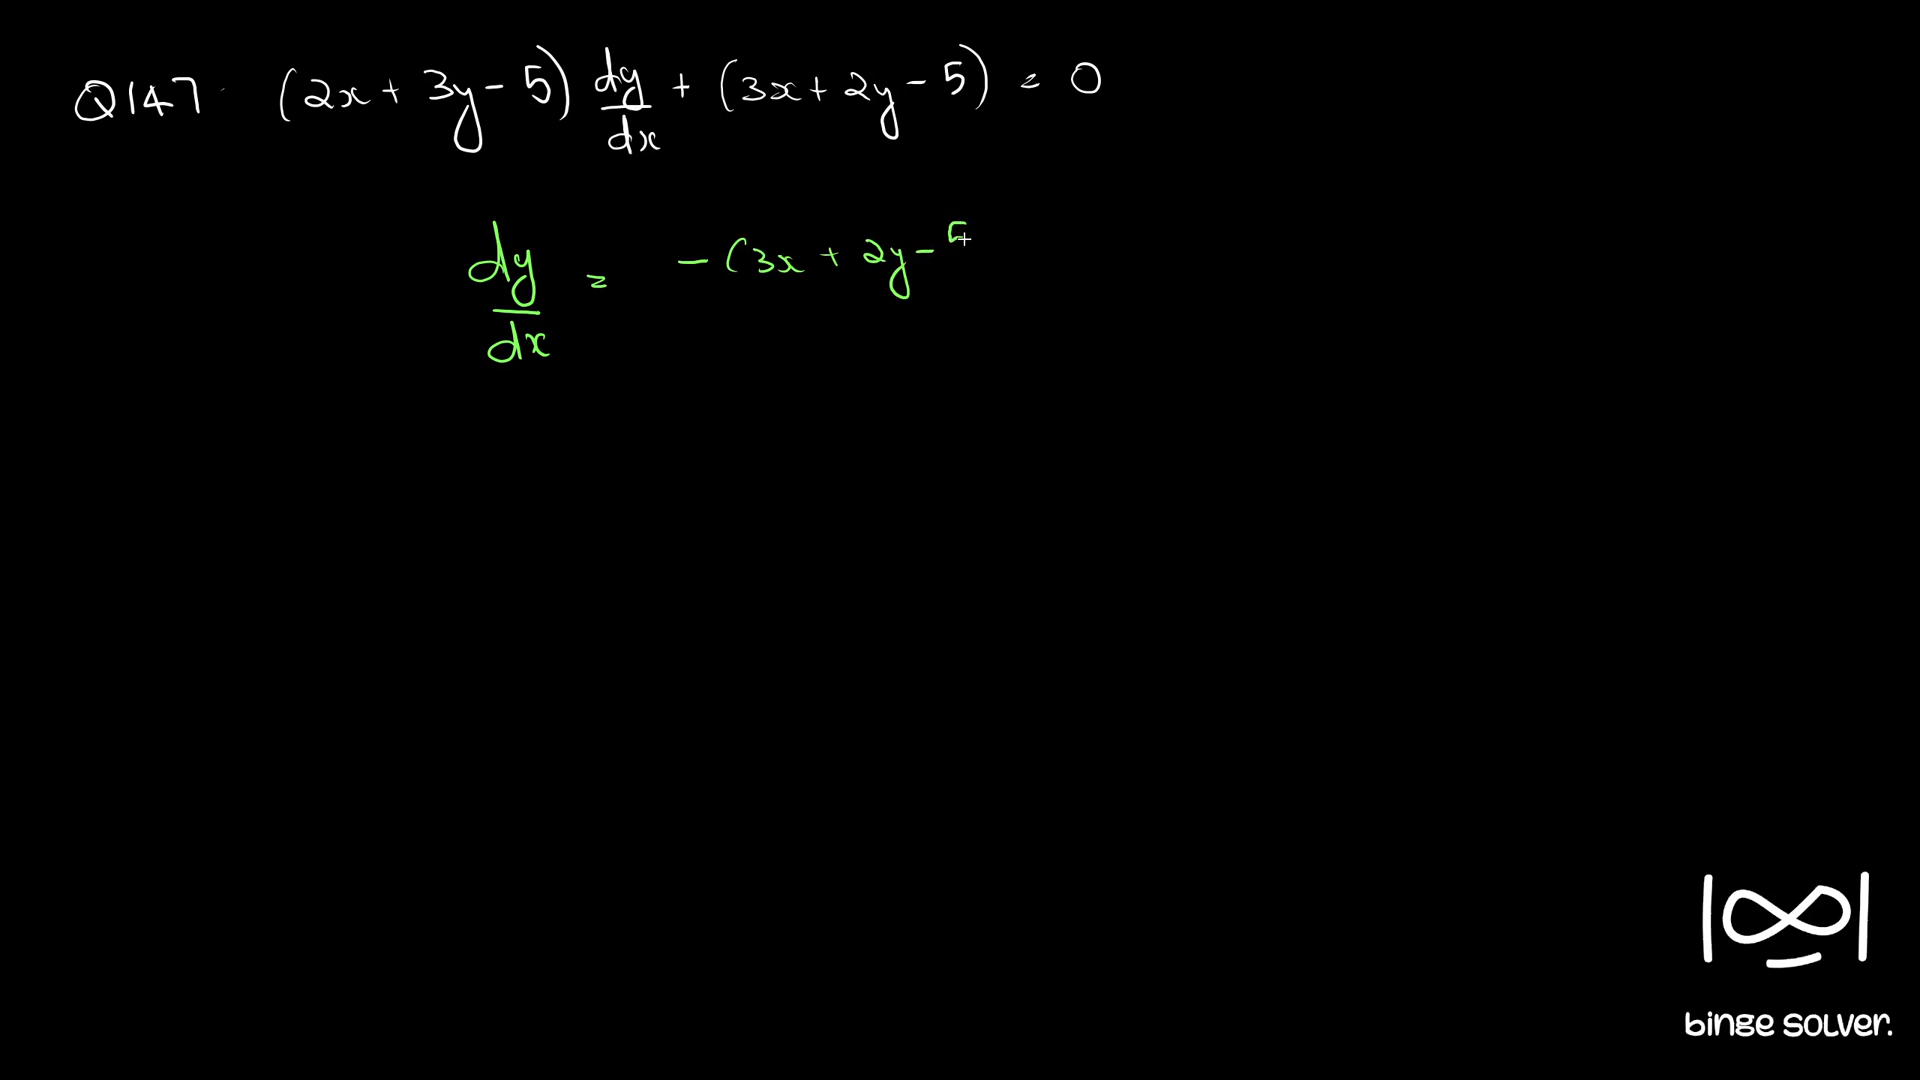 Q147. (2x + 3y - 5) dy/dx + (3x + 2y - 5) = 0
dy/dx = - (3x + 2y - 5
binge solver.